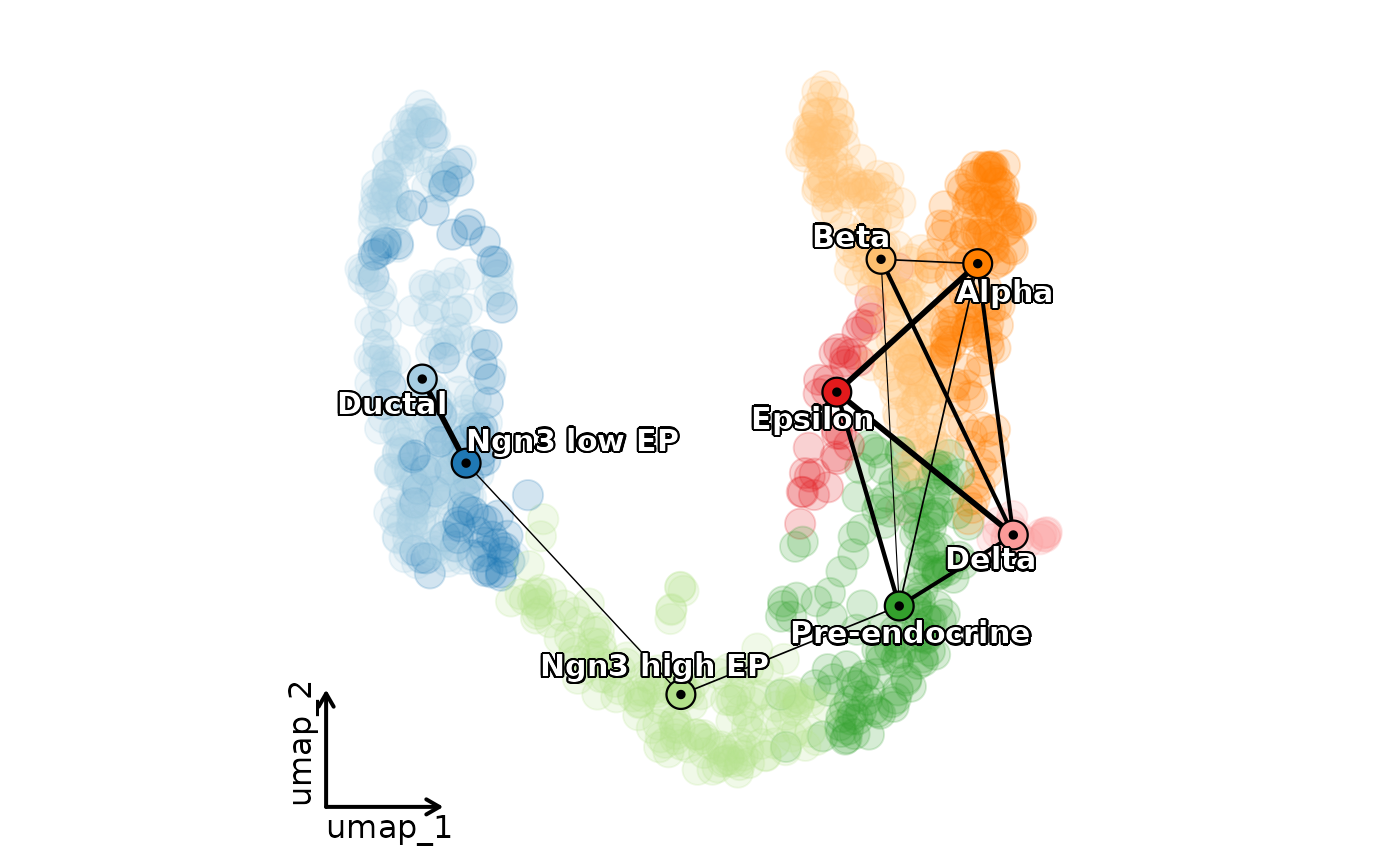 Beta
Alpha
Ductal
Epsilon
Ngn3 low EP
Delta
Pre-endocrine
Ngn3 high EP
umap_2
umap_1